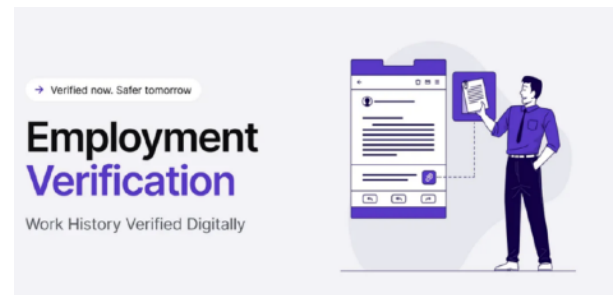 → Verified now. Safer tomorrow
Employment
Verification
Work History Verified Digitally